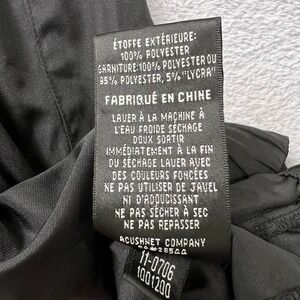 ÉTOFFE EXTÉRIEURE:
100% POLYESTER
GARNITURE: 100% POLYESTER OU
95% POLYESTER, 5% "LYCRA"
FABRIQUÉ EN CHINE
LAVER À LA MACHINE À
L'EAU FROIDE SÉCHAGE
DOUX SORTIR
IMMÉDIATEMENT À LA FIN
DU SÉCHAGE LAVER AVEC
DES COULEURS FONCÉES
NE PAS UTILISER DE JAVEL
NI D'ADOUCISSANT
NE PAS SÉCHER À SEC
NE PAS REPASSER
ACUSHNET COMPANY
11-0706
1001200